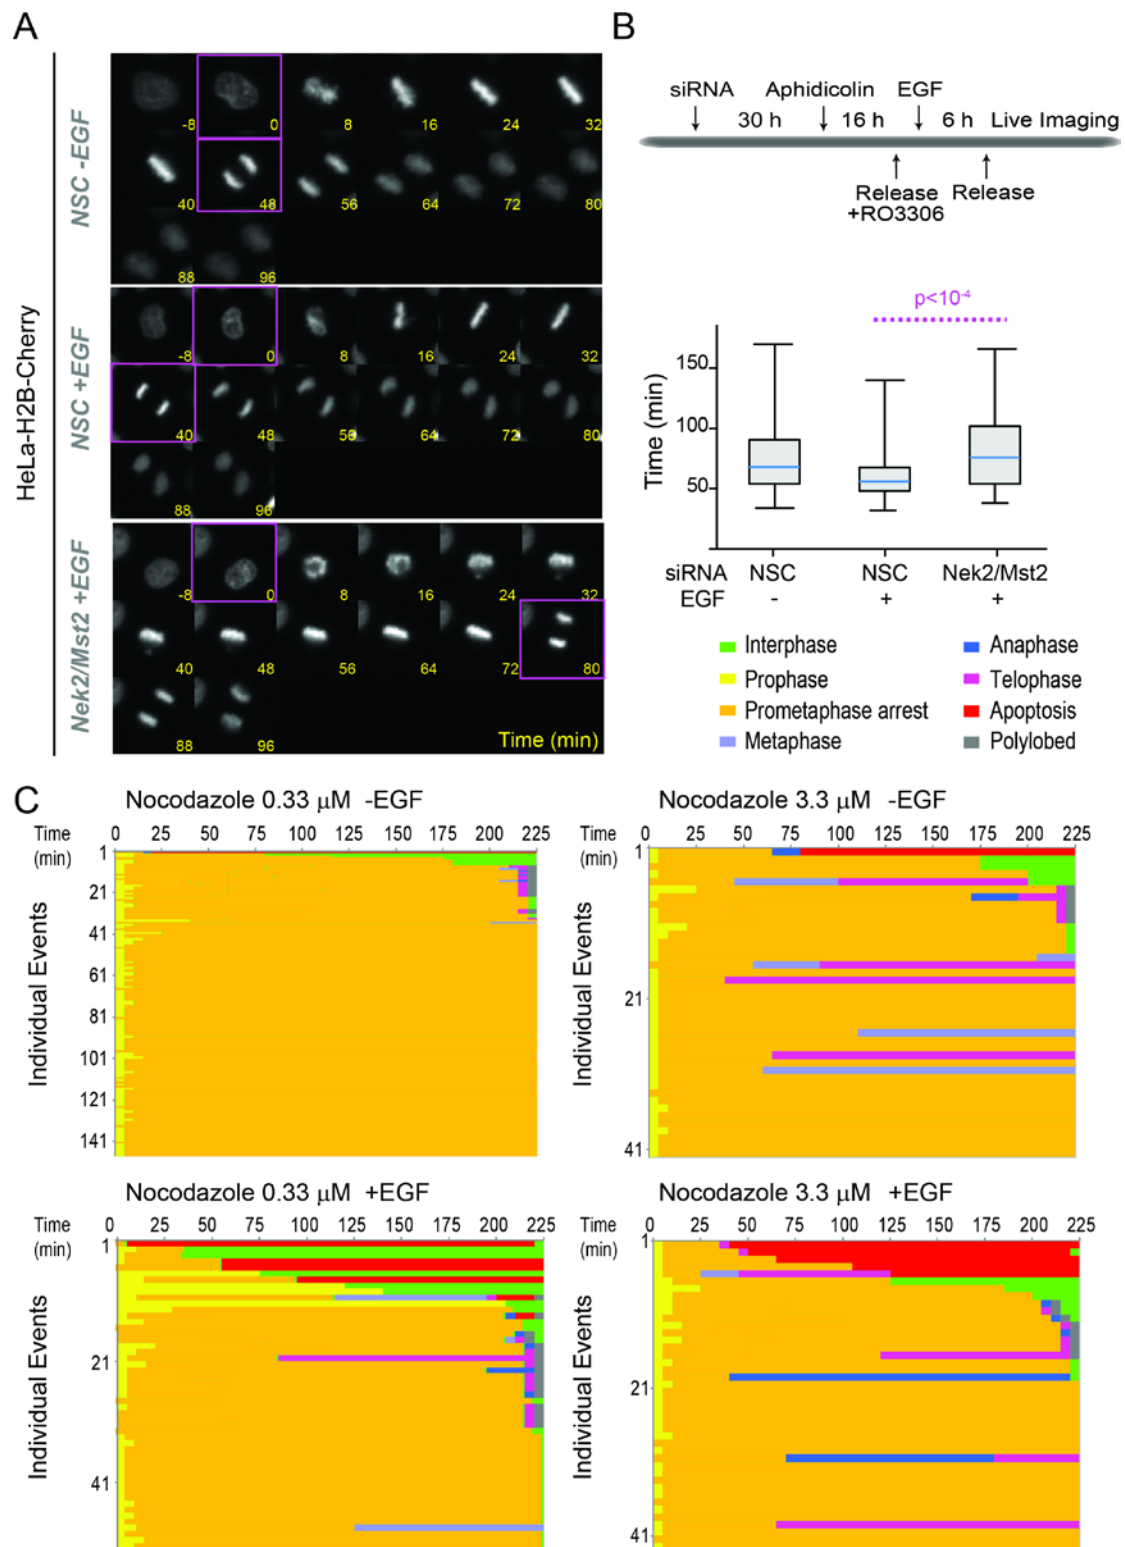 A
HeLa-H2B-Cherry
NSC -EGF
-8 0 8 16 24 32
40 48 56 64 72 80
88 96
NSC +EGF
-8 0 8 16 24 32
40 48 56 64 72 80
88 96
Nek2/Mst2 +EGF
-8 0 8 16 24 32
40 48 56 64 72 80
88 96 Time (min)
B
siRNA Aphidicolin EGF
30 h 16 h 6 h Live Imaging
Release Release
+RO3306
p<10-4
Time (min)
150
100
50
siRNA NSC NSC Nek2/Mst2
EGF - + +
Interphase Anaphase
Prophase Telophase
Prometaphase arrest Apoptosis
Metaphase Polylobed
C
Nocodazole 0.33 μM -EGF
Time 0 25 50 75 100 125 150 175 200 225
(min)
Individual Events
1
21
41
61
81
101
121
141
Nocodazole 3.3 μM -EGF
Time 0 25 50 75 100 125 150 175 200 225
(min)
Individual Events
1
21
41
Nocodazole 0.33 μM +EGF
Time 0 25 50 75 100 125 150 175 200 225
(min)
Individual Events
1
21
41
Nocodazole 3.3 μM +EGF
Time 0 25 50 75 100 125 150 175 200 225
(min)
Individual Events
1
21
41